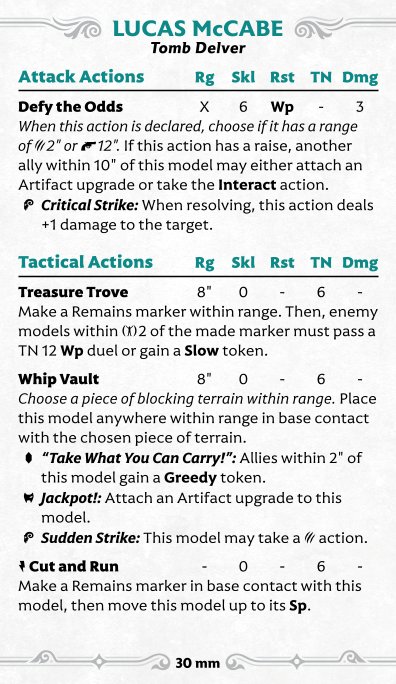 LUCAS McCABE
Tomb Delver
Attack Actions Rg Skl Rst TN Dmg
Defy the Odds X 6 Wp - 3
When this action is declared, choose if it has a range
of 2" or 12". If this action has a raise, another
ally within 10" of this model may either attach an
Artifact upgrade or take the Interact action.
Critical Strike: When resolving, this action deals
+1 damage to the target.
Tactical Actions Rg Skl Rst TN Dmg
Treasure Trove 8" 0 - 6 -
Make a Remains marker within range. Then, enemy
models within 2 of the made marker must pass a
TN 12 Wp duel or gain a Slow token.
Whip Vault 8" 0 - 6 -
Choose a piece of blocking terrain within range. Place
this model anywhere within range in base contact
with the chosen piece of terrain.
“Take What You Can Carry!”: Allies within 2" of
this model gain a Greedy token.
Jackpot!: Attach an Artifact upgrade to this
model.
Sudden Strike: This model may take a action.
Cut and Run - 0 - 6 -
Make a Remains marker in base contact with this
model, then move this model up to its Sp.
30 mm